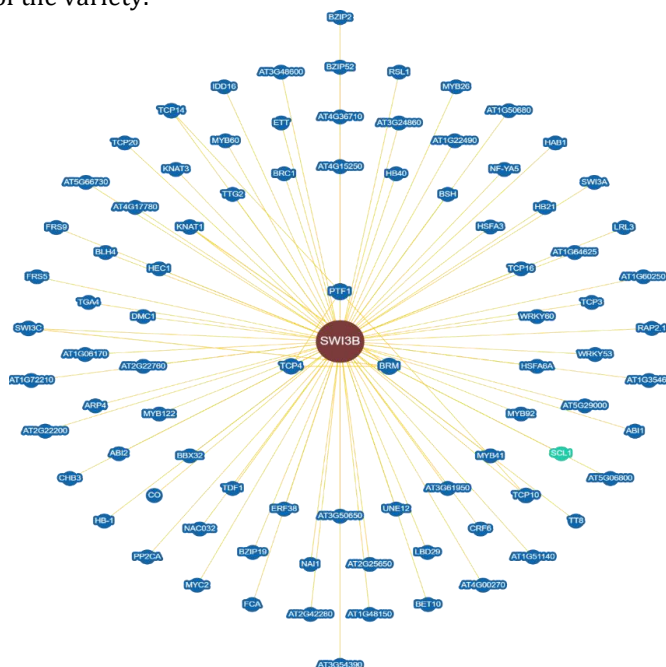 of the variety.
BZIP2
AT3G48600
BZIP52
RSL1
IDD16
MYB26
TCP14
ETT
AT4G36710
AT3G24860
AT1G50680
TCP20
MYB60
AT1G22490
HAB1
KNAT3
BRC1
AT4G15250
HB40
NF-YA5
AT5G66730
TTG2
BSH
SWI3A
AT4G17780
HB21
FRS9
KNAT1
HSFA3
LRL3
BLH4
AT1G64625
FRS5
HEC1
TCP16
AT1G60250
TGA4
PTF1
TCP3
DMC1
WRKY60
SWI3C
SWI3B
RAP2.1
AT1G06170
WRKY53
AT1G72210
AT2G22760
TCP4
BRM
HSFA6A
AT1G3546
ARP4
MYB122
MYB92
AT5G29000
AT2G22200
ABI1
ABI2
BBX32
MYB41
SCL1
CHB3
AT5G06800
CO
TDF1
AT3G61950
TCP10
HB-1
NAC032
ERF38
AT3G50650
UNE12
CRF6
TT8
PP2CA
BZIP19
NAI1
AT2G25650
LBD29
AT1G51140
MYC2
AT4G00270
FCA
AT2G42280
AT1G48150
BET10
AT3G54390